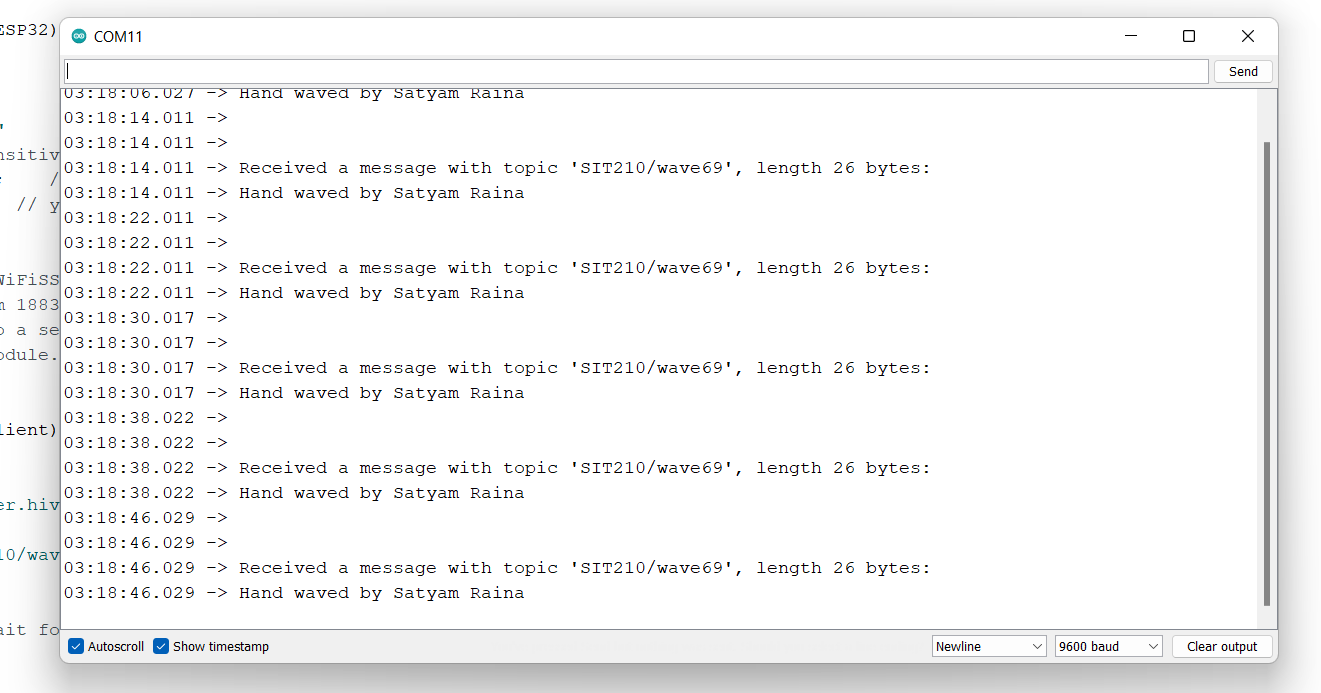 ESP32)
COM11
Send
03:18:06.027 -> Hand waved by Satyam Raina
03:18:14.011 ->
03:18:14.011 ->
03:18:14.011 -> Received a message with topic 'SIT210/wave69', length 26 bytes:
03:18:14.011 -> Hand waved by Satyam Raina
03:18:22.011 ->
03:18:22.011 ->
03:18:22.011 -> Received a message with topic 'SIT210/wave69', length 26 bytes:
03:18:22.011 -> Hand waved by Satyam Raina
03:18:30.017 ->
03:18:30.017 ->
03:18:30.017 -> Received a message with topic 'SIT210/wave69', length 26 bytes:
03:18:30.017 -> Hand waved by Satyam Raina
03:18:38.022 ->
03:18:38.022 ->
03:18:38.022 -> Received a message with topic 'SIT210/wave69', length 26 bytes:
03:18:38.022 -> Hand waved by Satyam Raina
03:18:46.029 ->
03:18:46.029 ->
03:18:46.029 -> Received a message with topic 'SIT210/wave69', length 26 bytes:
03:18:46.029 -> Hand waved by Satyam Raina
Autoscroll Show timestamp Newline 9600 baud Clear output
"
nsitiv
/
// y
WiFiSS
m 1883
o a se
odule.
lient)
er.hiv
10/wav
ait fo